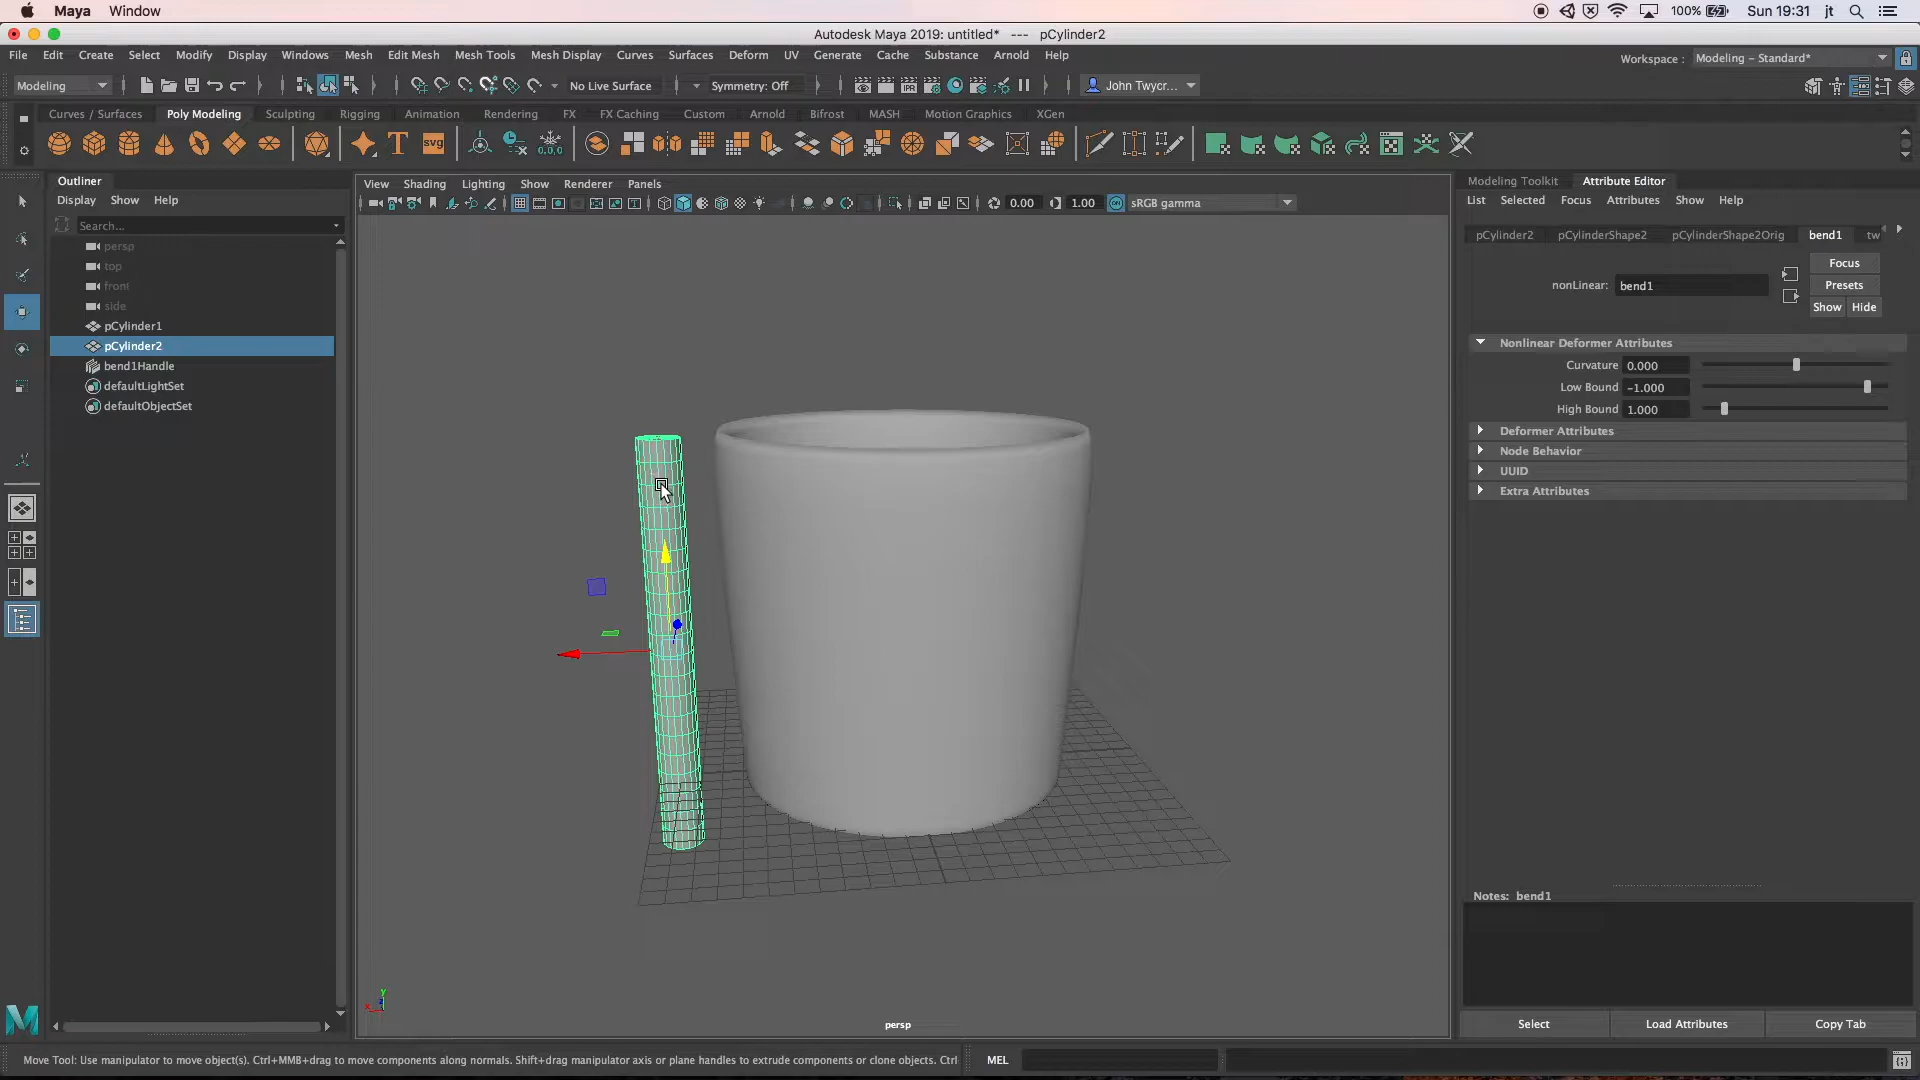 Maya Window 100% Sun 19:31 jt
Autodesk Maya 2019: untitled* --- pCylinder2
File Edit Create Select Modify Display Windows Mesh Edit Mesh Mesh Tools Mesh Display Curves Surfaces Deform UV Generate Cache Substance Arnold Help Workspace : Modeling - Standard*
Modeling No Live Surface Symmetry: Off IPR John Twycr...
Curves / Surfaces Poly Modeling Sculpting Rigging Animation Rendering FX FX Caching Custom Arnold Bifrost MASH Motion Graphics XGen
T svg 0,0,0
Outliner
Display Show Help
Search...
persp
top
front
side
pCylinder1
pCylinder2
bend1Handle
defaultLightSet
defaultObjectSet
View Shading Lighting Show Renderer Panels
0.00 1.00 ON sRGB gamma
persp
y
x z
Modeling Toolkit Attribute Editor
List Selected Focus Attributes Show Help
pCylinder2 pCylinderShape2 pCylinderShape2Orig bend1 tw
Focus
nonLinear: bend1 Presets
Show Hide
Nonlinear Deformer Attributes
Curvature 0.000
Low Bound -1.000
High Bound 1.000
Deformer Attributes
Node Behavior
UUID
Extra Attributes
Notes: bend1
Select Load Attributes Copy Tab
Move Tool: Use manipulator to move object(s). Ctrl+MMB+drag to move components along normals. Shift+drag manipulator axis or plane handles to extrude components or clone objects. Ctrl MEL